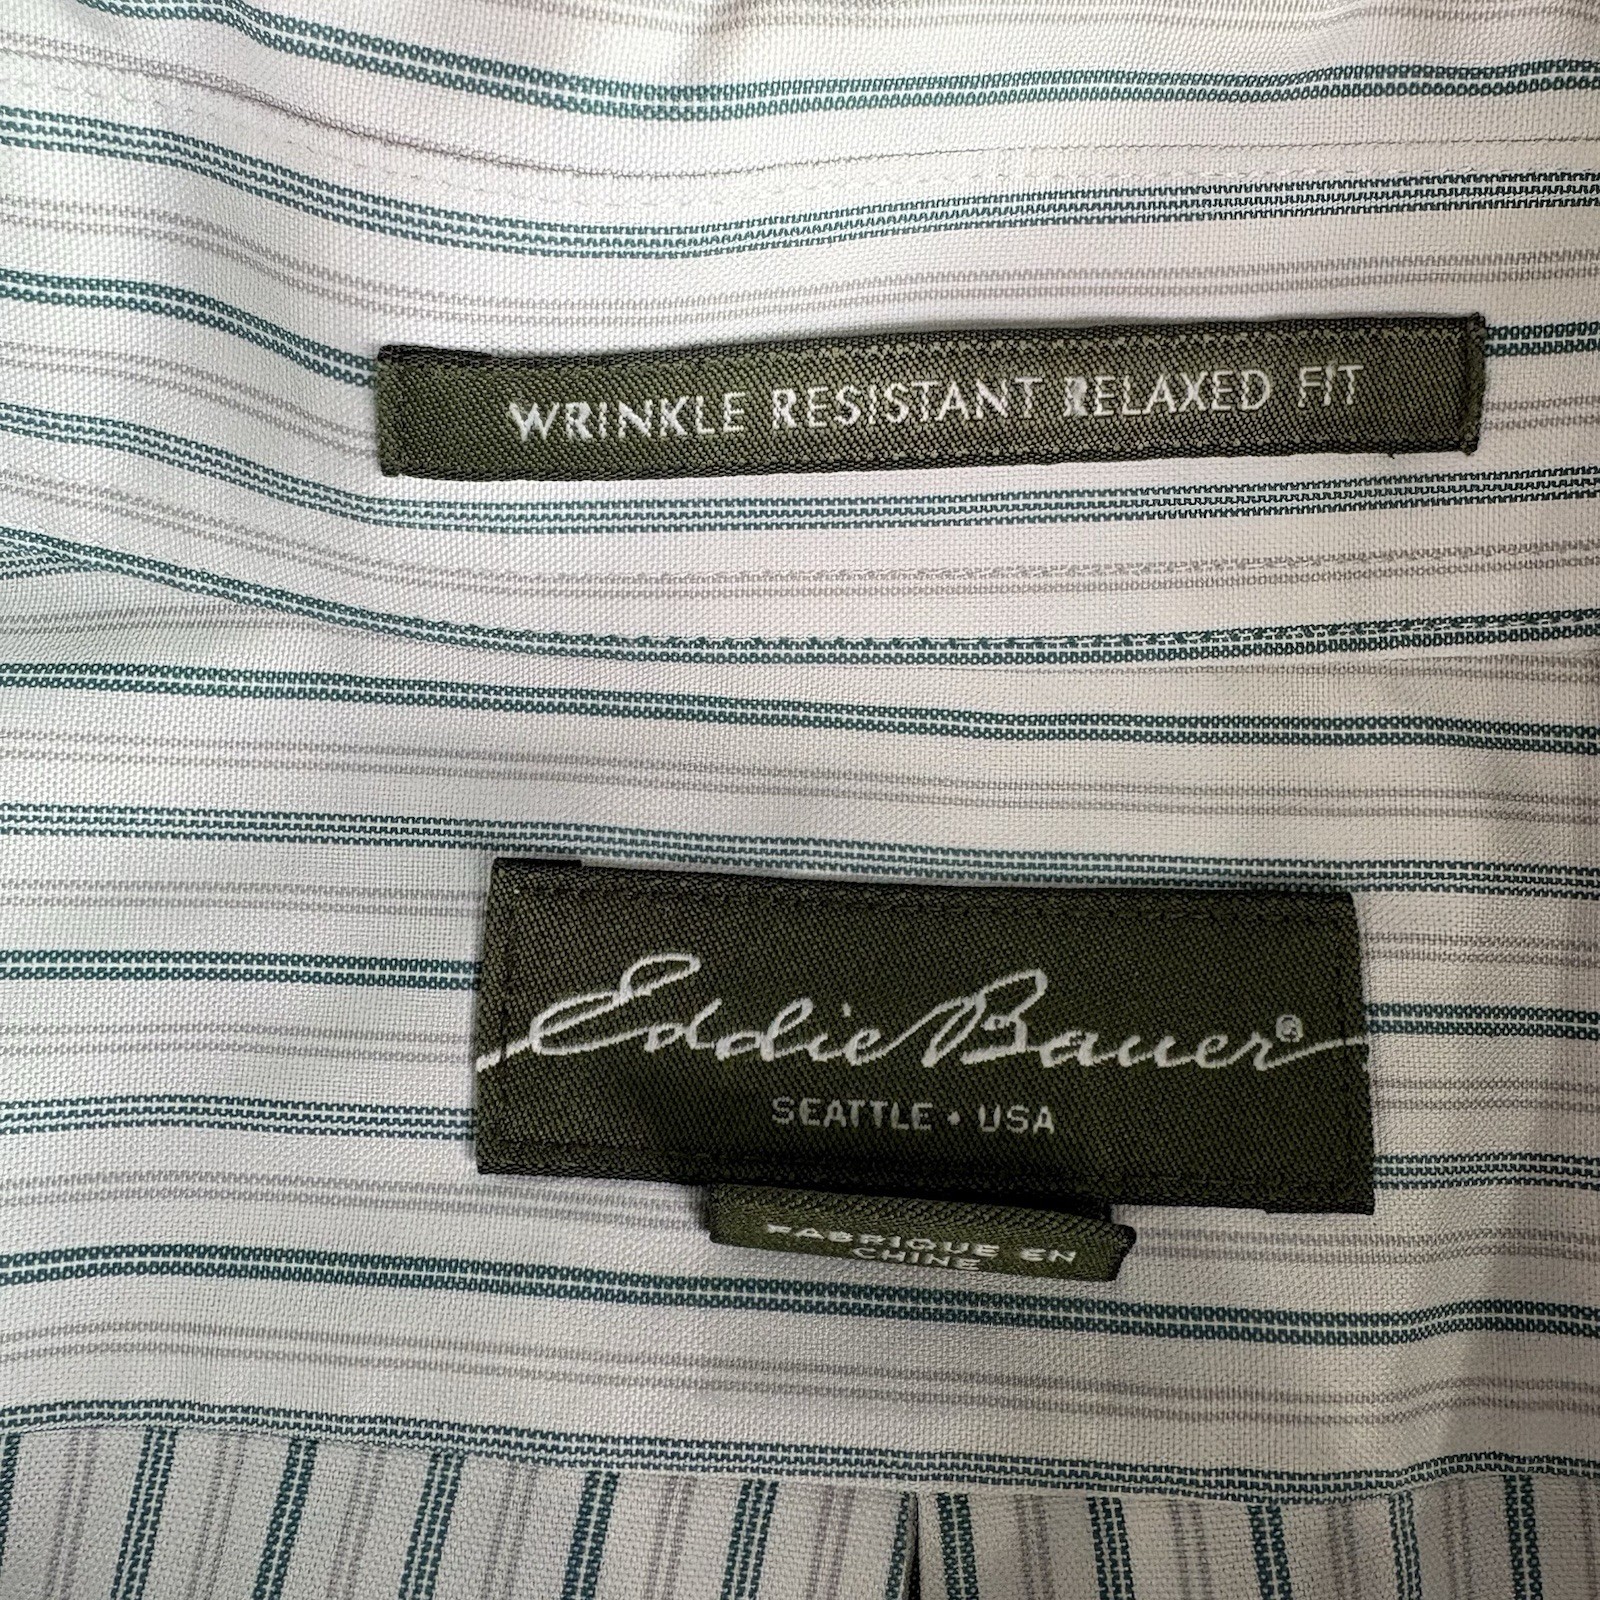 WRINKLE RESISTANT RELAXED FIT
Eddie Bauer®
SEATTLE • USA
FABRIQUE EN
CHINE